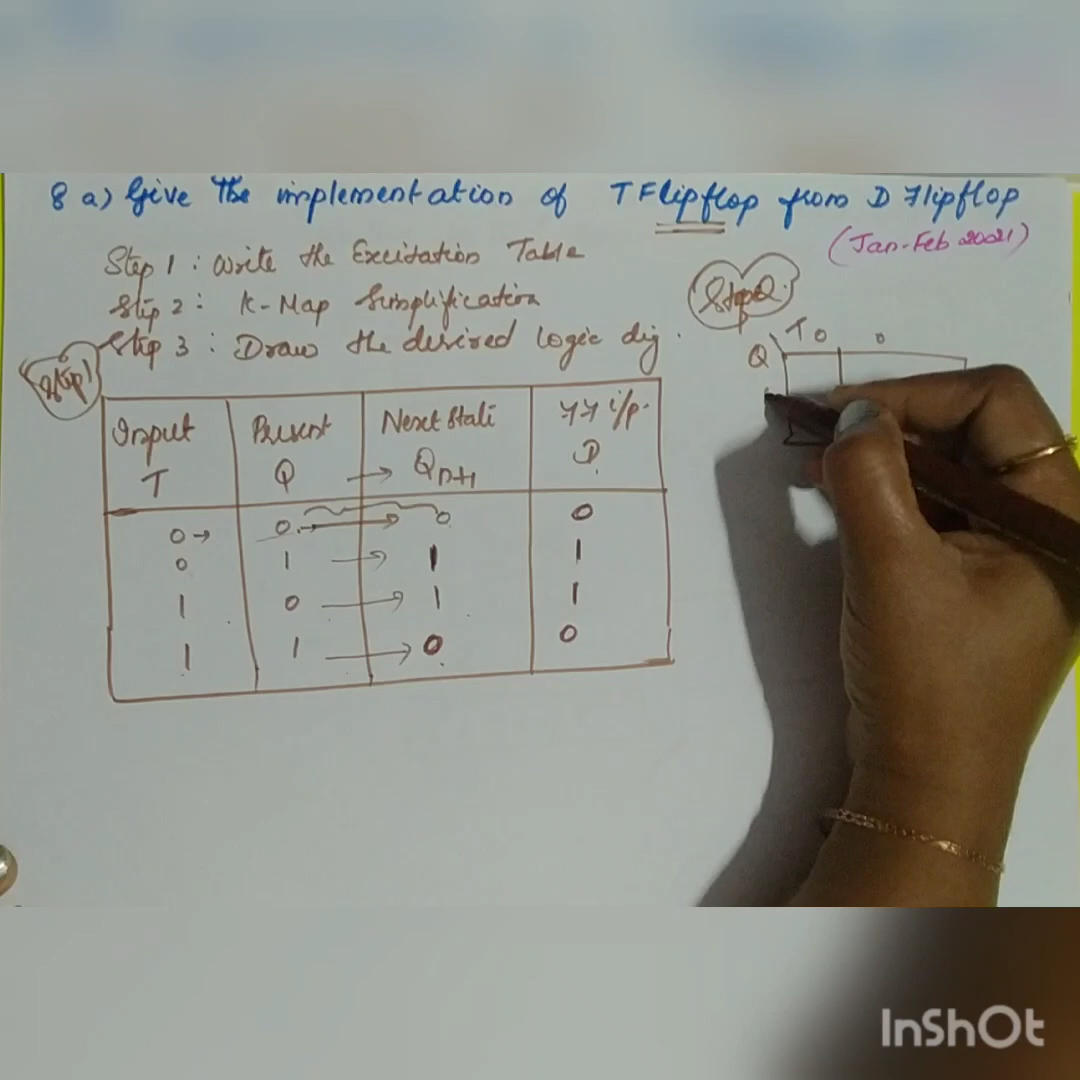 8 a) Give The implementation of T Flipflop from D Flipflop
(Jan-Feb 2021)
Step 1 : Write the Excitation Table
Step 2 : K-Map Simplification
Step 3 : Draw the desired logic dig.
Step 1
Input Present Next State FF i/p.
T Q → Qn+1 D
0 → 0 → 0 0
0 1 → 1 1
1 0 → 1 1
1 1 → 0 0
Step 2.
T 0 0
Q
InShOt